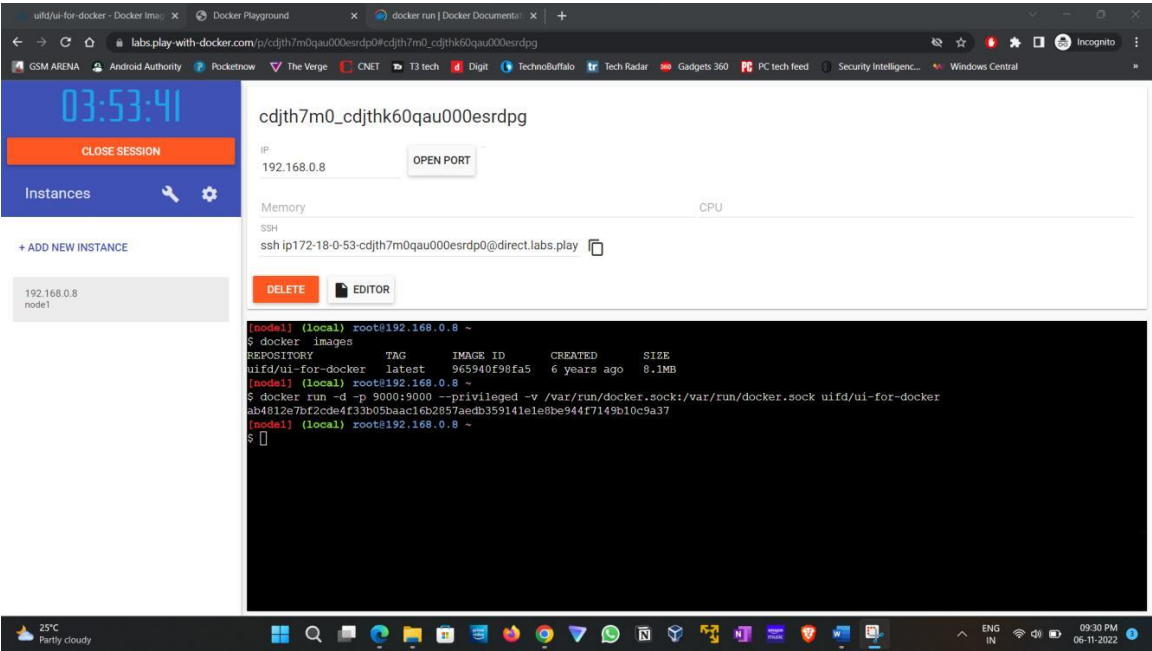 uifd/ui-for-docker - Docker Imag
Docker Playground
docker run | Docker Documentat
labs.play-with-docker.com/p/cdjth7m0qau000esrdp0#cdjth7m0_cdjthk60qau000esrdpg
Incognito
GSM ARENA Android Authority Pocketnow The Verge CNET T3 tech Digit TechnoBuffalo Tech Radar Gadgets 360 PC tech feed Security Intelligenc... Windows Central
03:53:41
CLOSE SESSION
Instances
+ ADD NEW INSTANCE
192.168.0.8
node1
cdjth7m0_cdjthk60qau000esrdpg
IP
192.168.0.8
OPEN PORT
Memory
CPU
SSH
ssh ip172-18-0-53-cdjth7m0qau000esrdp0@direct.labs.play
DELETE
EDITOR
[node1] (local) root@192.168.0.8 ~
$ docker  images
REPOSITORY TAG IMAGE ID CREATED SIZE
uifd/ui-for-docker latest 965940f98fa5 6 years ago 8.1MB
[node1] (local) root@192.168.0.8 ~
$ docker run -d -p 9000:9000 --privileged -v /var/run/docker.sock:/var/run/docker.sock uifd/ui-for-docker
ab4812e7bf2cde4f33b05baac16b2857aedb359141e1e8be944f7149b10c9a37
[node1] (local) root@192.168.0.8 ~
$
25°C
Partly cloudy
ENG
IN
09:30 PM
06-11-2022
3